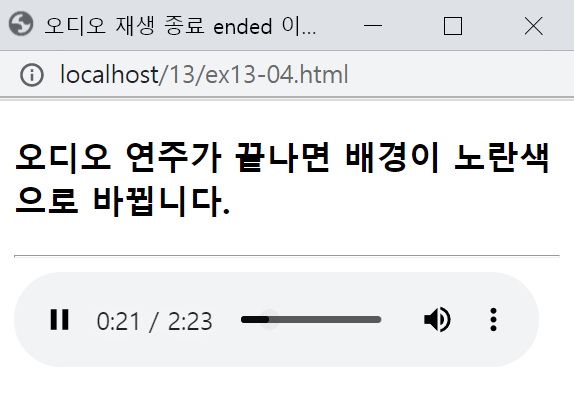 오디오 재생 종료 ended 이...
localhost/13/ex13-04.html
오디오 연주가 끝나면 배경이 노란색
으로 바뀝니다.
0:21 / 2:23